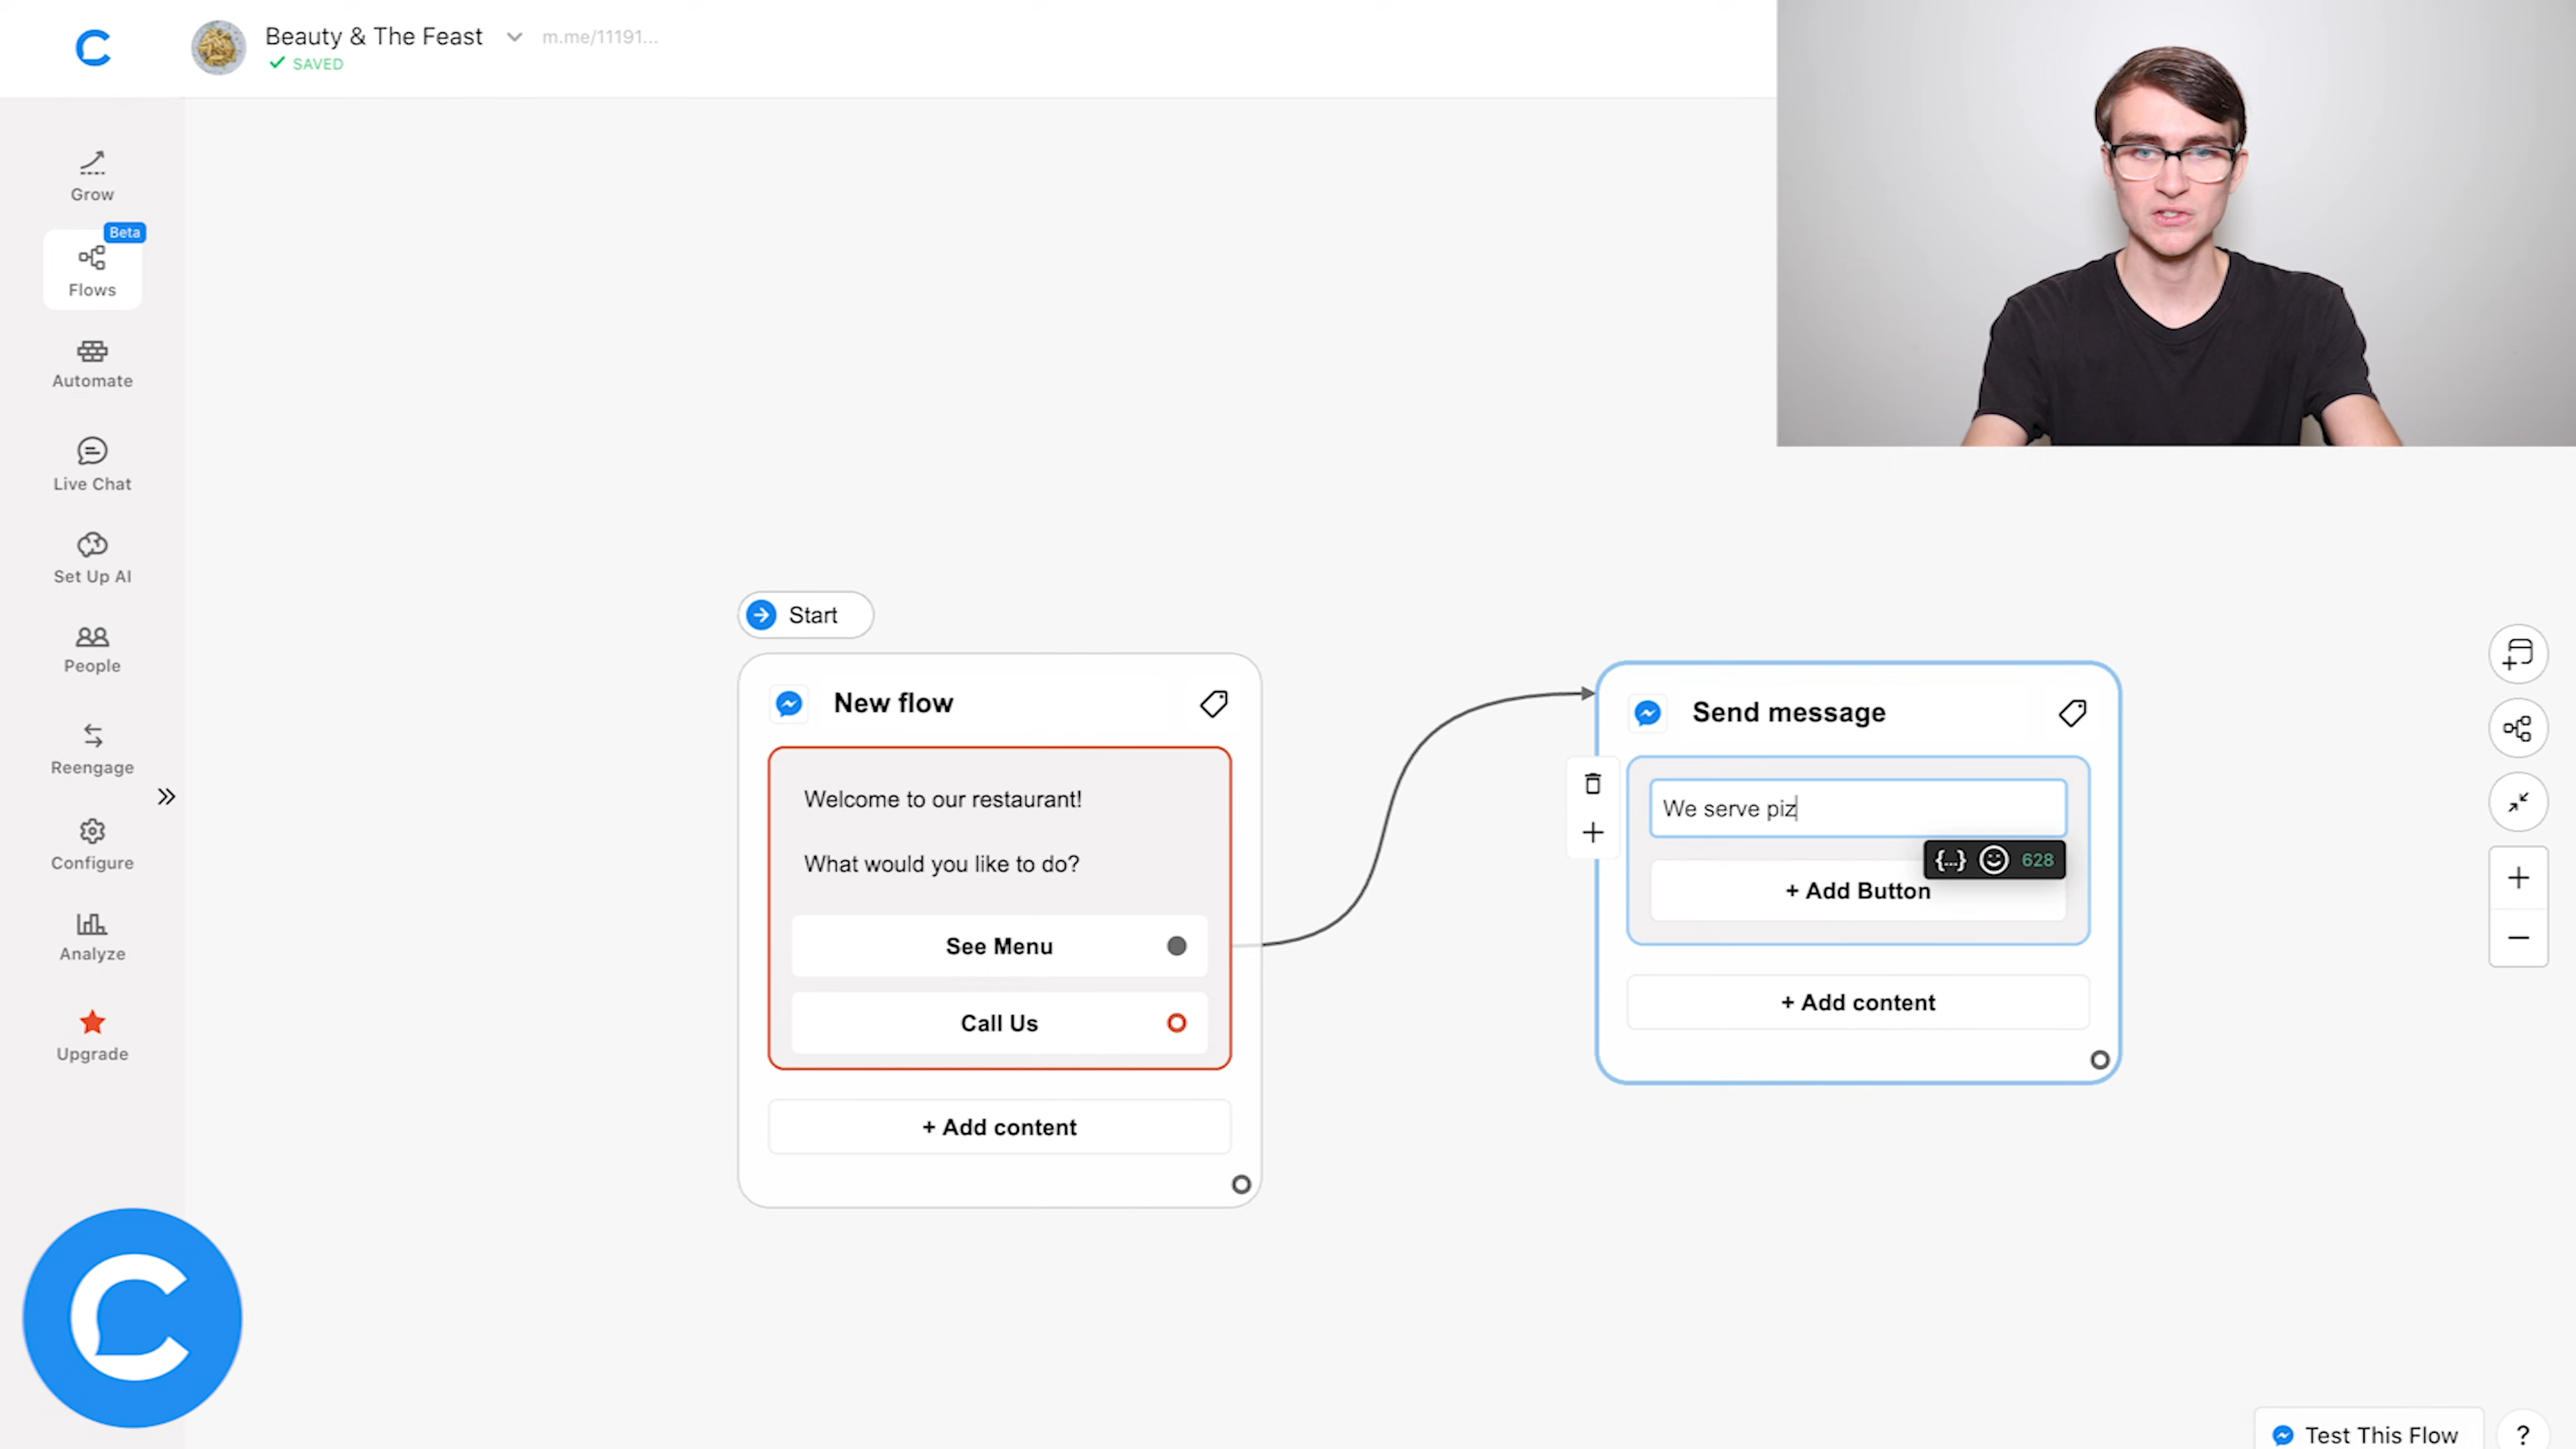 Beauty & The Feast
m.me/11191...
SAVED
Grow
Beta
Flows
Automate
Live Chat
Set Up AI
People
Reengage
Configure
Analyze
Upgrade
Start
New flow
Welcome to our restaurant!
What would you like to do?
See Menu
Call Us
+ Add content
Send message
We serve piz
{...} 628
+ Add Button
+ Add content
Test This Flow
?